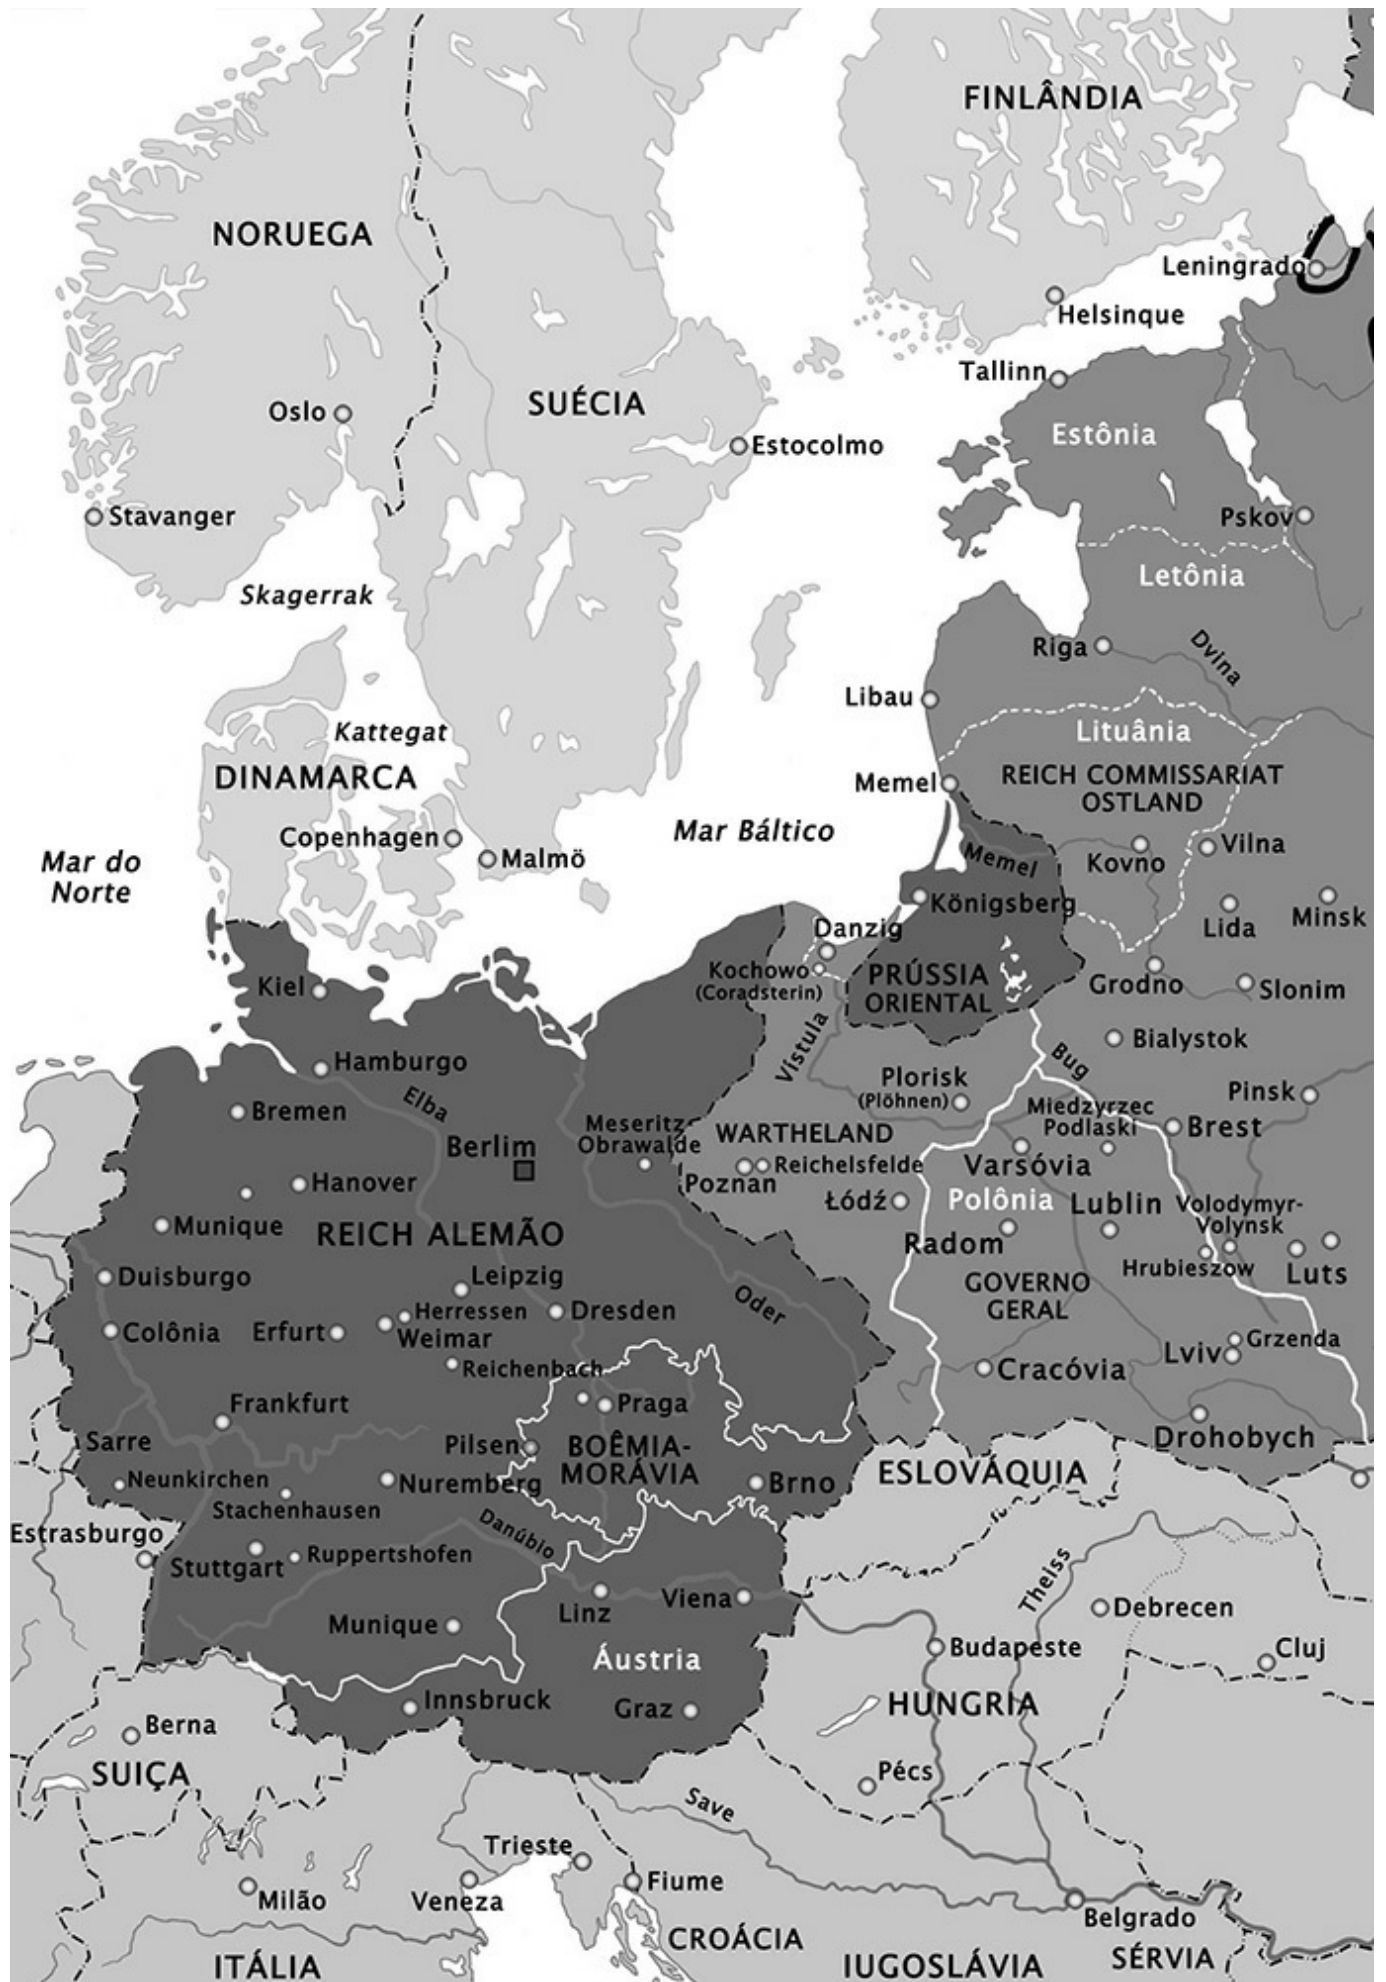 FINLÂNDIA
NORUEGA
Leningrado
Helsinque
Tallinn
Oslo
SUÉCIA
Estônia
Estocolmo
Stavanger
Pskov
Skagerrak
Letônia
Riga
Dvina
Libau
Kattegat
Lituânia
DINAMARCA
Memel
REICH COMMISSARIAT
OSTLAND
Copenhagen
Malmö
Mar Báltico
Mar do
Norte
Memel
Kovno
Vilna
Königsberg
Lida
Minsk
Danzig
Kochowo
(Coradsterin)
PRÚSSIA
ORIENTAL
Kiel
Grodno
Slonim
Vistula
Bialystok
Bug
Hamburgo
Elba
Plorisk
(Plöhnen)
Pinsk
Bremen
Meseritz
Obrawalde
Miedzyrzec
Podlaski
Brest
WARTHELAND
Berlim
Reichelsfelde
Varsóvia
Hanover
Poznan
Łódź
Polônia
Lublin
Volodymyr-
Volynsk
Munique
REICH ALEMÃO
Radom
Hrubieszow
Luts
Duisburgo
Leipzig
GOVERNO
GERAL
Oder
Herressen
Dresden
Colônia
Erfurt
Weimar
Grzenda
Lviv
Reichenbach
Cracóvia
Frankfurt
Praga
Drohobych
Sarre
Pilsen
BOÊMIA-
MORÁVIA
ESLOVÁQUIA
Neunkirchen
Nuremberg
Brno
Stachenhausen
Estrasburgo
Danúbio
Stuttgart
Ruppertshofen
Theiss
Linz
Viena
Debrecen
Munique
Budapeste
Cluj
Áustria
Innsbruck
Graz
HUNGRIA
Berna
SUIÇA
Pécs
Save
Trieste
Milão
Veneza
Fiume
Belgrado
CROÁCIA
ITÁLIA
IUGOSLÁVIA
SÉRVIA